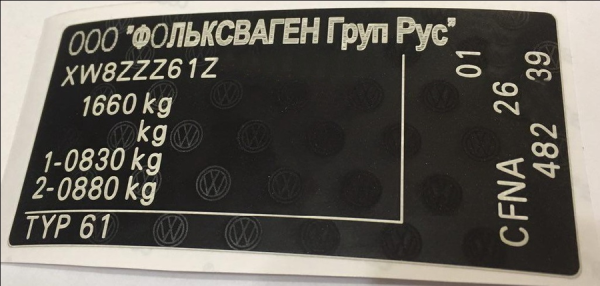 ООО "ФОЛЬКСВАГЕН Груп Рус"
XW8ZZZ61Z
1660 kg
kg
1-0830 kg
2-0880 kg
TYP 61
01
CFNA 26 39
482